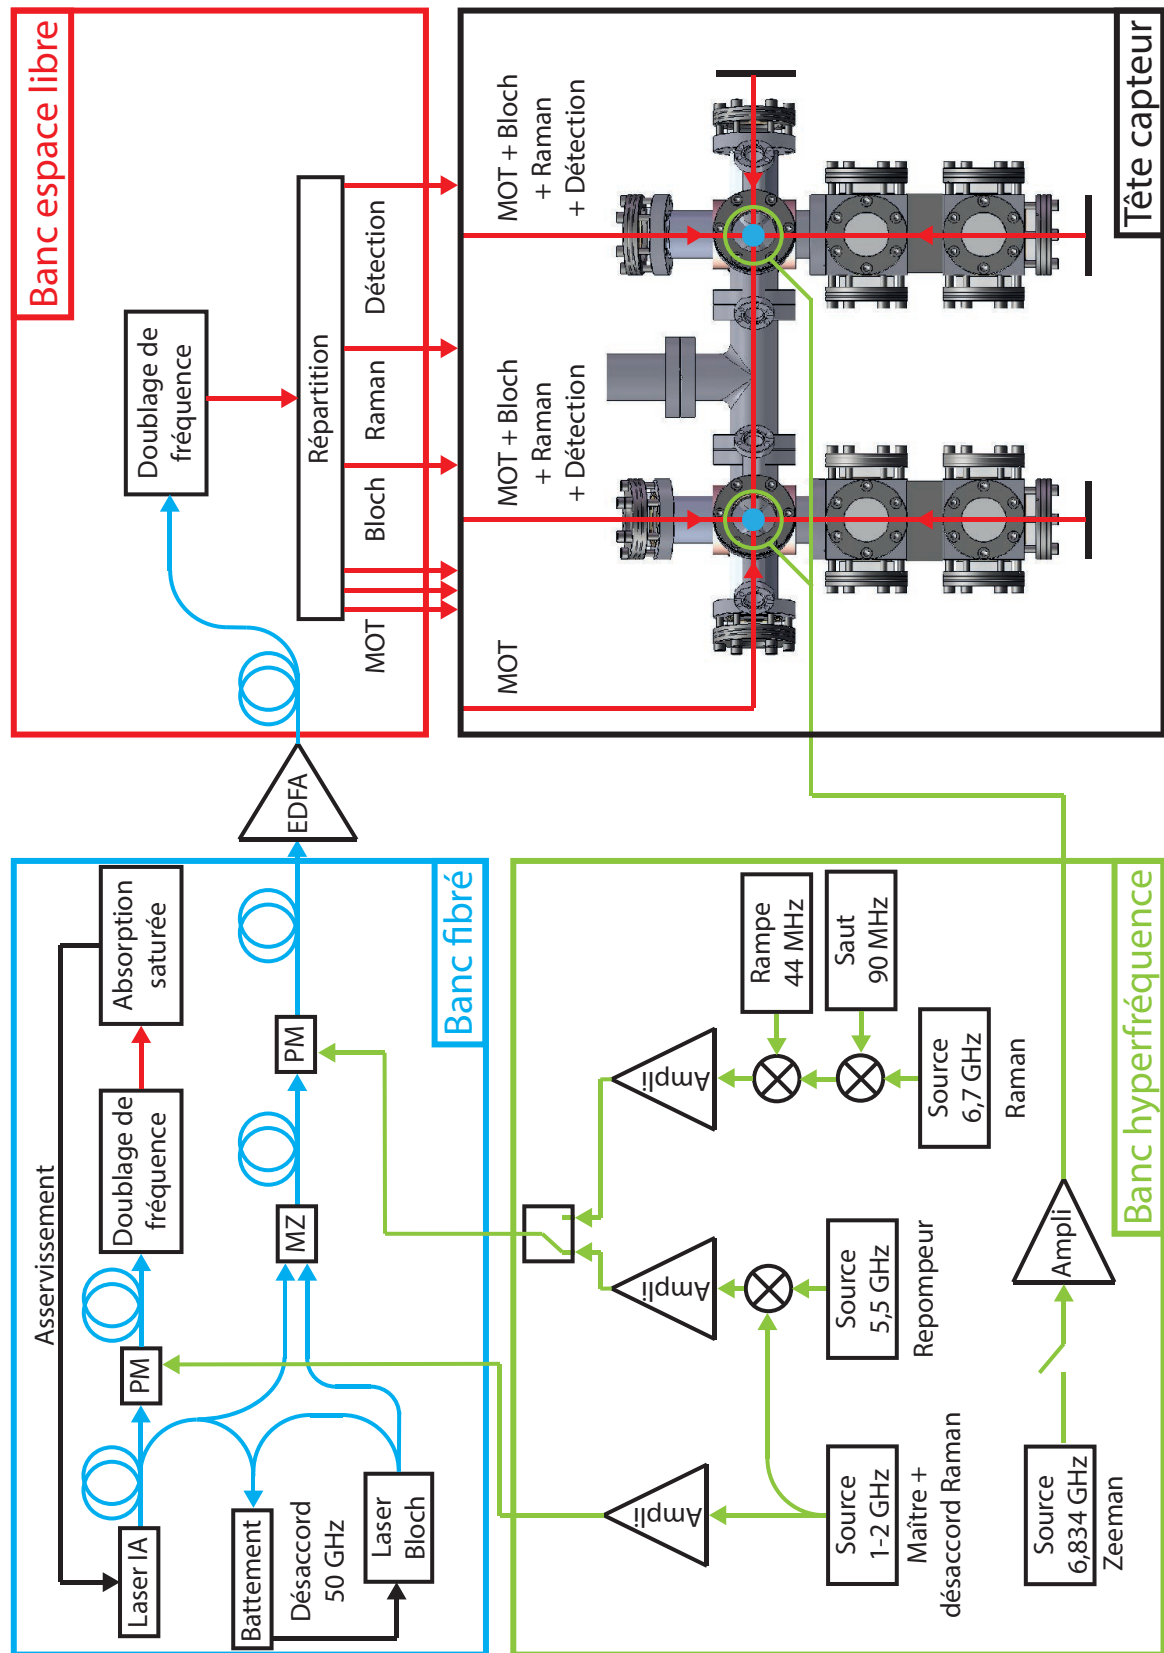 Asservissement
Laser IA
PM
Doublage de
fréquence
Absorption
saturée
Battement
Désaccord
50 GHz
Laser
Bloch
MZ
PM
Banc fibré
EDFA
Banc espace libre
Doublage de
fréquence
Répartition
MOT
Bloch
Raman
Détection
Banc hyperfréquence
Ampli
Ampli
Ampli
Source
1-2 GHz
Maître +
désaccord Raman
Source
5,5 GHz
Repompeur
Source
6,7 GHz
Raman
Rampe
44 MHz
Saut
90 MHz
Source
6,834 GHz
Zeeman
Ampli
MOT
MOT + Bloch
+ Raman
+ Détection
MOT + Bloch
+ Raman
+ Détection
Tête capteur